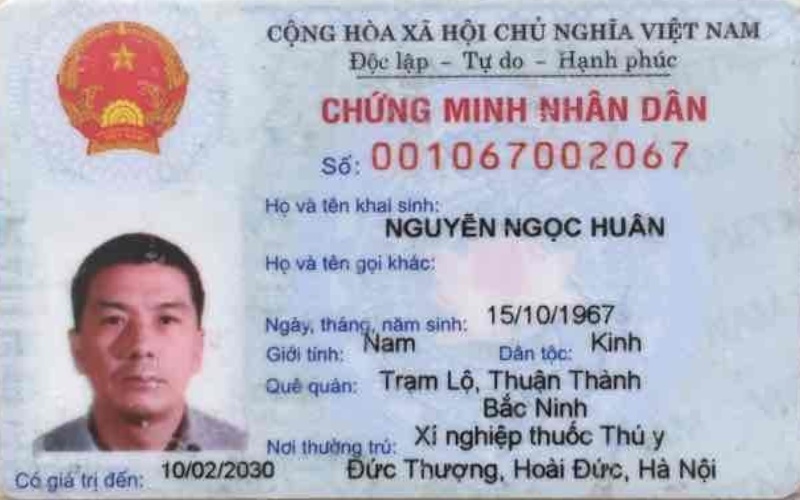 CỘNG HÒA XÃ HỘI CHỦ NGHĨA VIỆT NAM
Độc lập - Tự do - Hạnh phúc
CHỨNG MINH NHÂN DÂN
Số: 001067002067
Họ và tên khai sinh:
NGUYỄN NGỌC HUÂN
Họ và tên gọi khác:
Ngày, tháng, năm sinh: 15/10/1967
Giới tính: Nam Dân tộc: Kinh
Quê quán: Trạm Lộ, Thuận Thành
Bắc Ninh
Nơi thường trú: Xí nghiệp thuốc Thú y
Đức Thượng, Hoài Đức, Hà Nội
Có giá trị đến: 10/02/2030